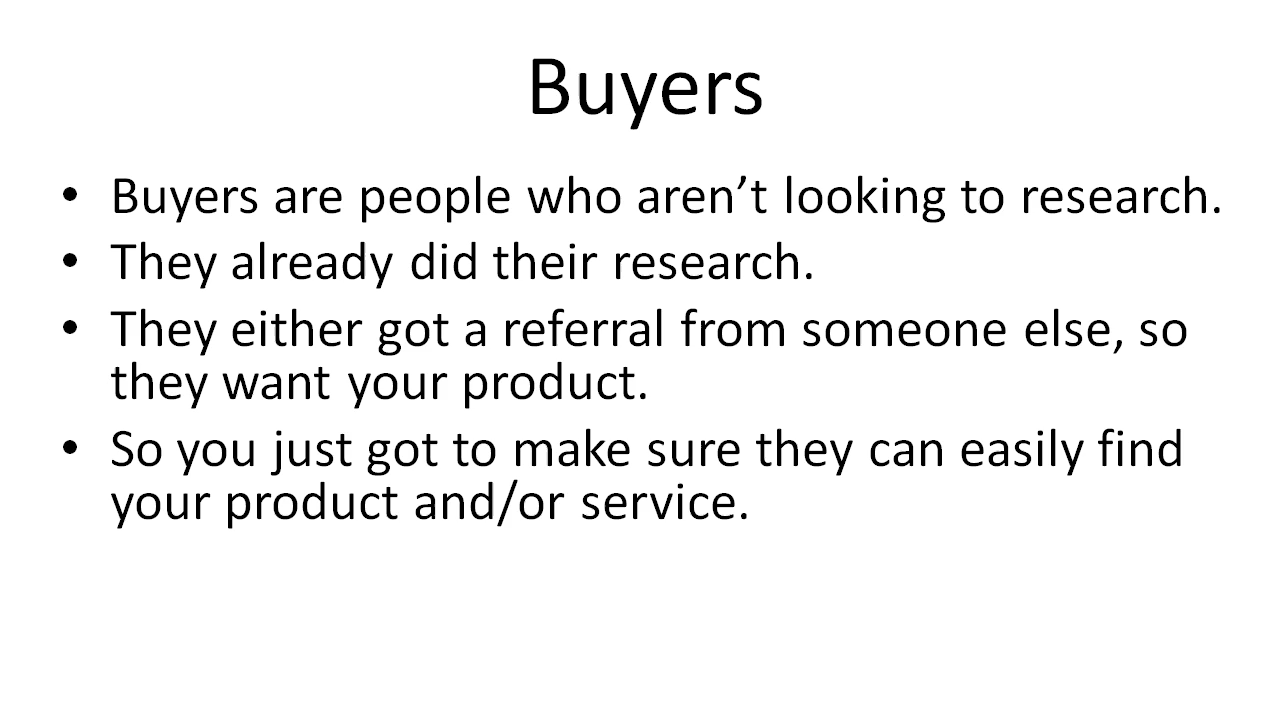 Buyers
• Buyers are people who aren’t looking to research.
• They already did their research.
• They either got a referral from someone else, so
they want your product.
• So you just got to make sure they can easily find
your product and/or service.